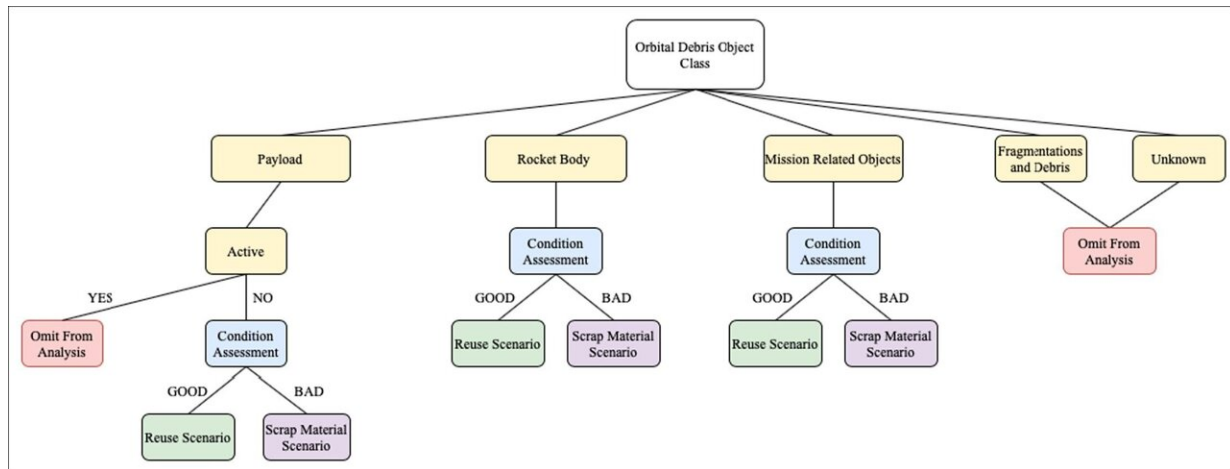 Orbital Debris Object
Class
Payload
Rocket Body
Mission Related Objects
Fragmentations
and Debris
Unknown
Active
Condition
Assessment
Condition
Assessment
Omit From
Analysis
YES
NO
GOOD
BAD
GOOD
BAD
Omit From
Analysis
Condition
Assessment
Reuse Scenario
Scrap Material
Scenario
Reuse Scenario
Scrap Material
Scenario
GOOD
BAD
Reuse Scenario
Scrap Material
Scenario